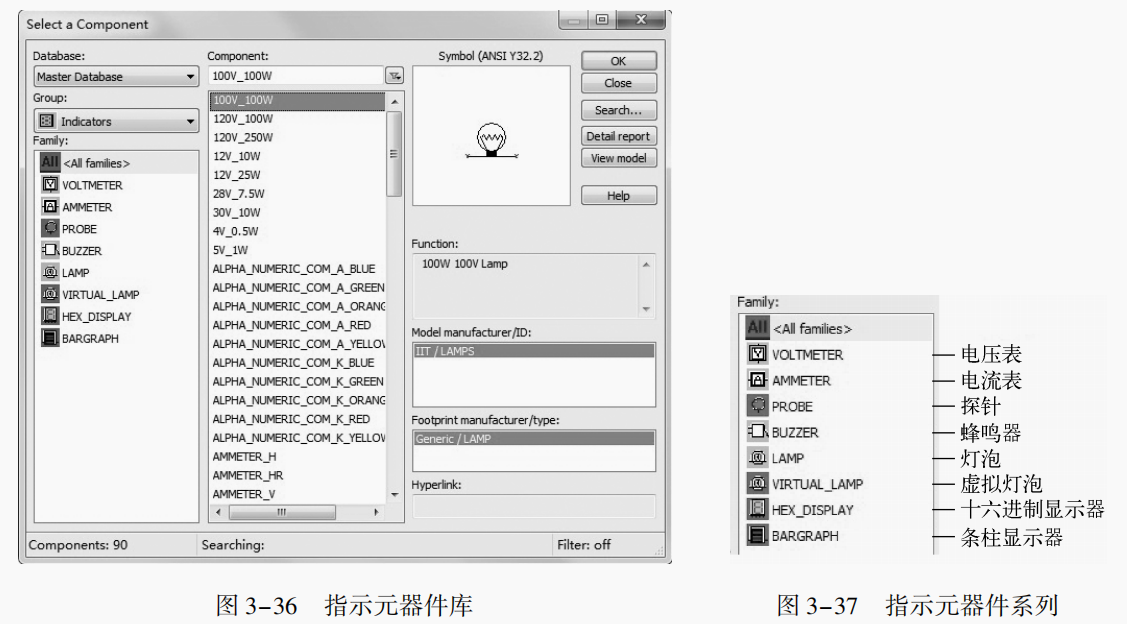 Select a Component
Database:
Master Database
Group:
Indicators
Family:
All <All families>
VOLTMETER
AMMETER
PROBE
BUZZER
LAMP
VIRTUAL_LAMP
HEX_DISPLAY
BARGRAPH
Component:
100V_100W
100V_100W
120V_100W
120V_250W
12V_10W
12V_25W
28V_7.5W
30V_10W
4V_0.5W
5V_1W
ALPHA_NUMERIC_COM_A_BLUE
ALPHA_NUMERIC_COM_A_GREEN
ALPHA_NUMERIC_COM_A_ORANG
ALPHA_NUMERIC_COM_A_RED
ALPHA_NUMERIC_COM_A_YELLOV
ALPHA_NUMERIC_COM_K_BLUE
ALPHA_NUMERIC_COM_K_GREEN
ALPHA_NUMERIC_COM_K_ORANG
ALPHA_NUMERIC_COM_K_RED
ALPHA_NUMERIC_COM_K_YELLOV
AMMETER_H
AMMETER_HR
AMMETER_V
Symbol (ANSI Y32.2)
Function:
100W 100V Lamp
Model manufacturer/ID:
IIT / LAMPS
Footprint manufacturer/type:
Generic / LAMP
Hyperlink:
OK
Close
Search...
Detail report
View model
Help
Components: 90
Searching:
Filter: off
图 3-36 指示元器件库
Family:
All <All families>
VOLTMETER 电压表
AMMETER 电流表
PROBE 探针
BUZZER 蜂鸣器
LAMP 灯泡
VIRTUAL_LAMP 虚拟灯泡
HEX_DISPLAY 十六进制显示器
BARGRAPH 条柱显示器
图 3-37 指示元器件系列